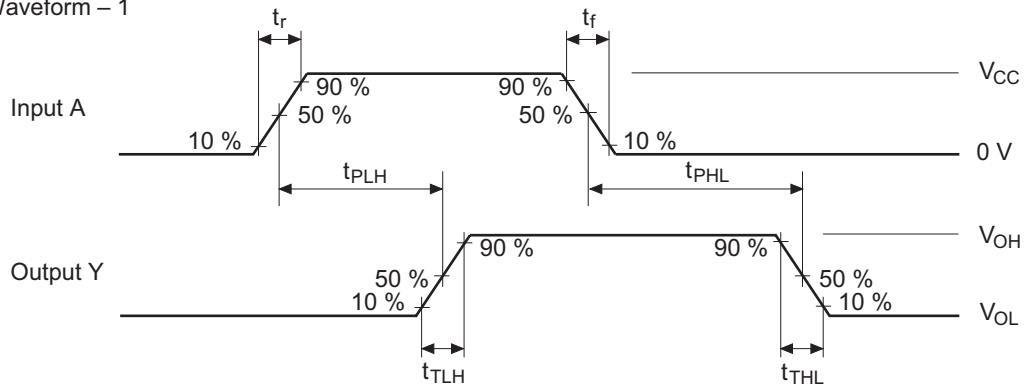 Waveform – 1
tr
tf
VCC
90 %
90 %
Input A
50 %
50 %
10 %
10 %
0 V
tPLH
tPHL
VOH
90 %
90 %
Output Y
50 %
50 %
10 %
10 %
VOL
tTLH
tTHL